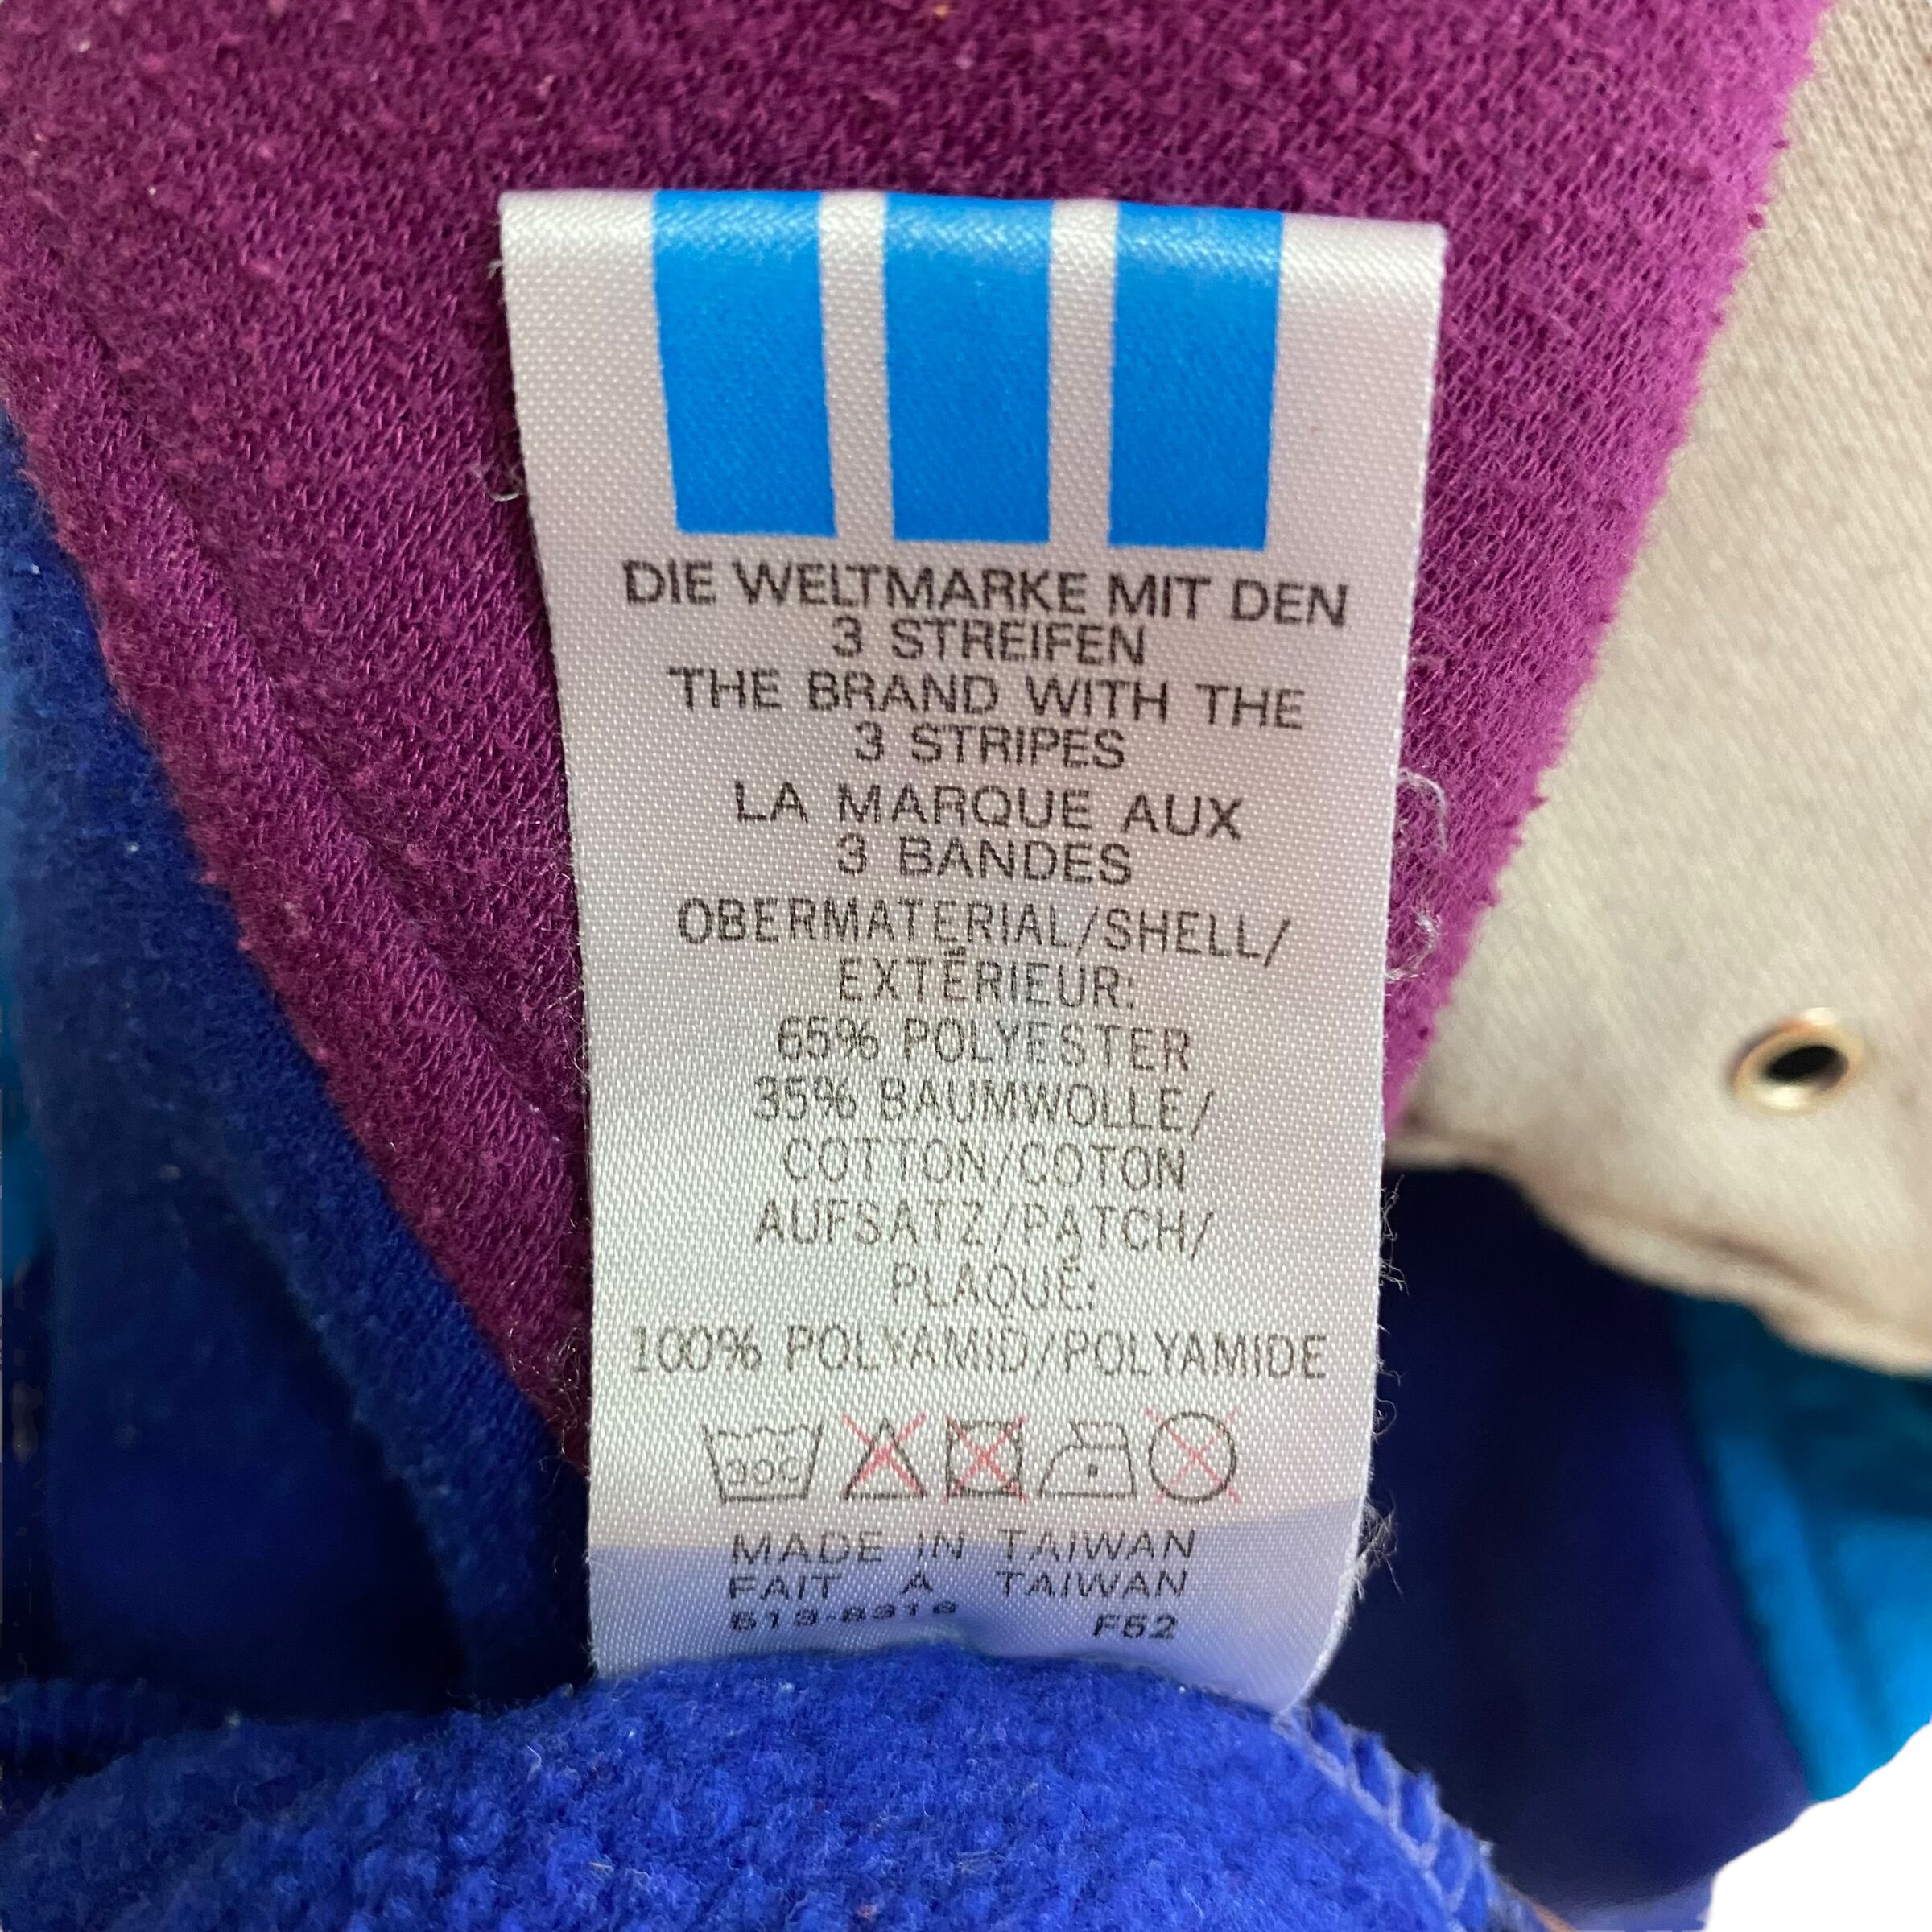 DIE WELTMARKE MIT DEN
3 STREIFEN
THE BRAND WITH THE
3 STRIPES
LA MARQUE AUX
3 BANDES
OBERMATERIAL/SHELL/
EXTÉRIEUR:
65% POLYESTER
35% BAUMWOLLE/
COTTON/COTON
AUFSATZ/PATCH/
PLAQUÉ:
100% POLYAMID/POLYAMIDE
30C
MADE IN TAIWAN
FAIT A TAIWAN
F52